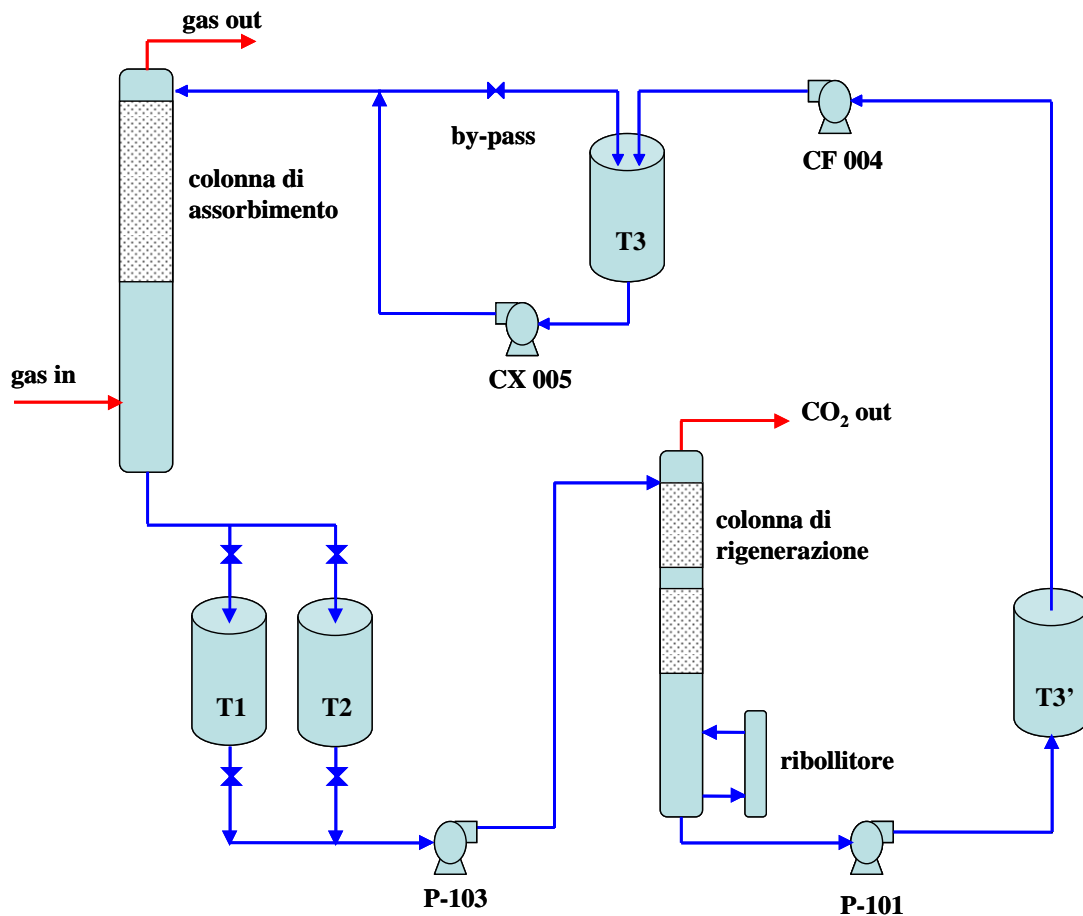 gas out
by-pass
CF 004
colonna di
assorbimento
T3
gas in
CX 005
CO₂ out
colonna di
rigenerazione
T1
T2
T3’
ribollitore
P-103
P-101